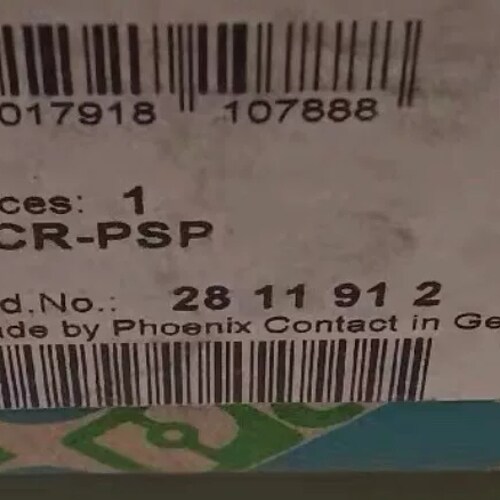 017918 107888
ces: 1
CR-PSP
d.No.: 28 11 91 2
ade by Phoenix Contact in Ge